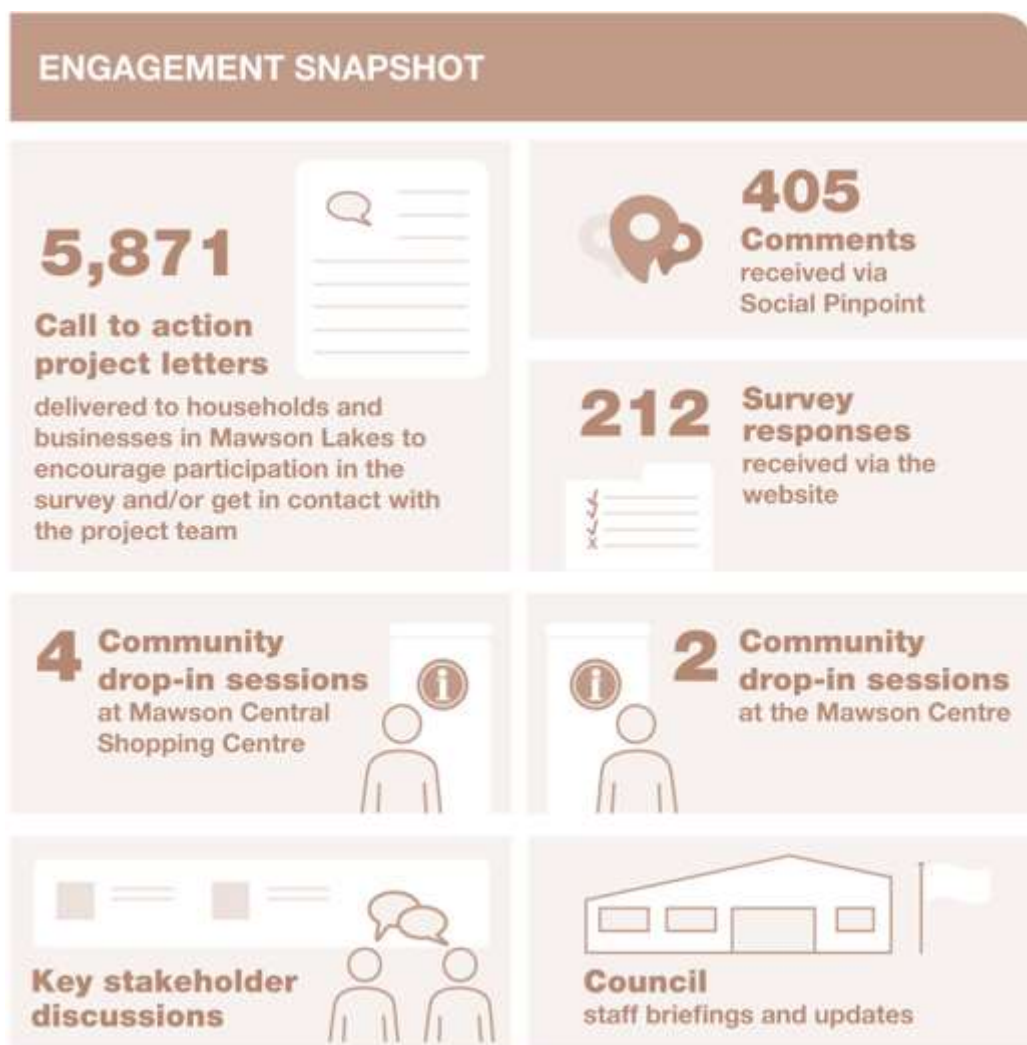 ENGAGEMENT SNAPSHOT
5,871
Call to action
project letters
delivered to households and
businesses in Mawson Lakes to
encourage participation in the
survey and/or get in contact with
the project team
405
Comments
received via
Social Pinpoint
212
Survey
responses
received via the
website
4
Community
drop-in sessions
at Mawson Central
Shopping Centre
2
Community
drop-in sessions
at the Mawson Centre
Key stakeholder
discussions
Council
staff briefings and updates